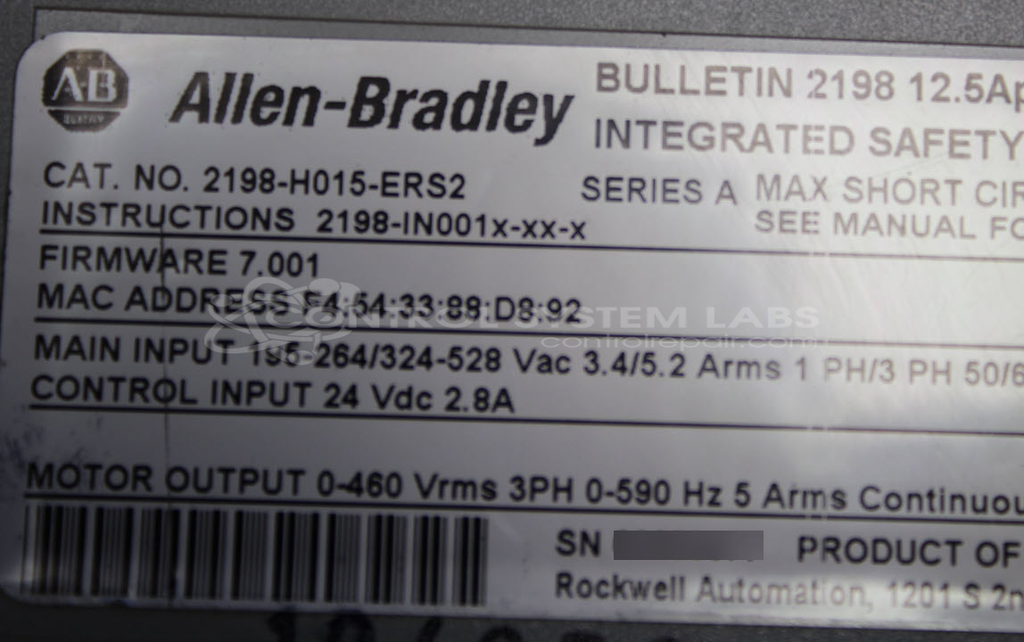 AB
QUALITY
Allen-Bradley
BULLETIN 2198 12.5Ap
INTEGRATED SAFETY
CAT. NO. 2198-H015-ERS2
SERIES A MAX SHORT CIR
INSTRUCTIONS 2198-IN001x-xx-x
SEE MANUAL FO
FIRMWARE 7.001
MAC ADDRESS F4:54:33:88:D8:92
CONTROL SYSTEM LABS
controlrepair.com
MAIN INPUT 195-264/324-528 Vac 3.4/5.2 Arms 1 PH/3 PH 50/6
CONTROL INPUT 24 Vdc 2.8A
MOTOR OUTPUT 0-460 Vrms 3PH 0-590 Hz 5 Arms Continuou
SN PRODUCT OF
Rockwell Automation, 1201 S 2n